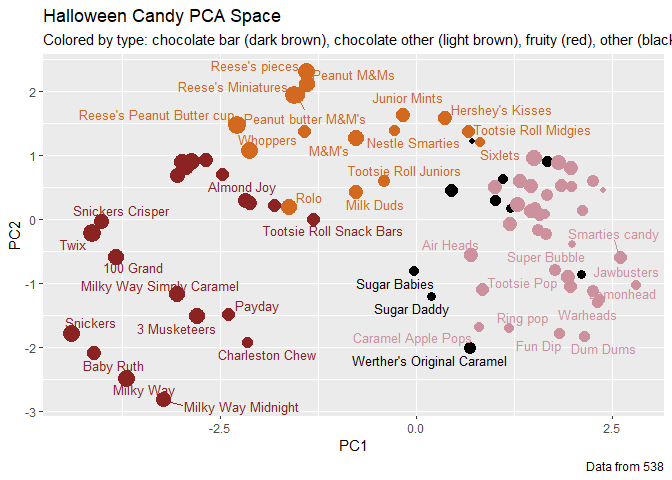 Halloween Candy PCA Space
Colored by type: chocolate bar (dark brown), chocolate other (light brown), fruity (red), other (blac
Reese's pieces
Peanut M&Ms
Reese's Miniatures
Junior Mints
Reese's Peanut Butter cup
Peanut butter M&M's
Hershey's Kisses
Tootsie Roll Midgies
Whoppers
M&M's
Nestle Smarties
Sixlets
Tootsie Roll Juniors
Almond Joy
Rolo
Milk Duds
Snickers Crisper
Tootsie Roll Snack Bars
Twix
Air Heads
Smarties candy
100 Grand
Super Bubble
Jawbusters
Milky Way Simply Caramel
Sugar Babies
Tootsie Pop
Lemonhead
Payday
Sugar Daddy
Snickers
3 Musketeers
Ring pop
Warheads
Charleston Chew
Caramel Apple Pops
Fun Dip
Dum Dums
Baby Ruth
Werther's Original Caramel
Milky Way
Milky Way Midnight
2
1
0
-1
-2
-3
PC2
-2.5
0.0
2.5
PC1
Data from 538